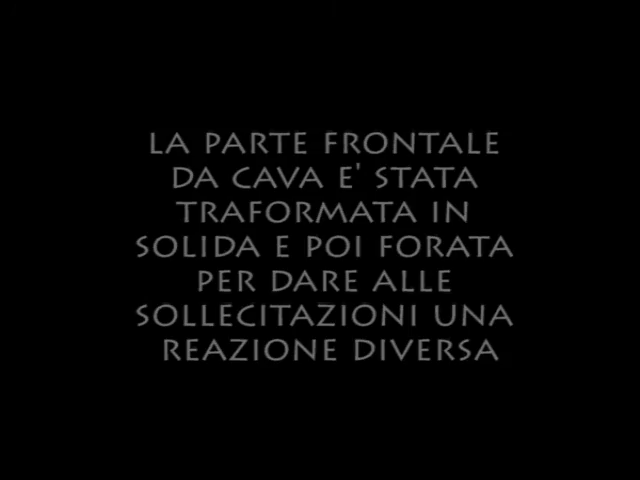 LA PARTE FRONTALE
DA CAVA E' STATA
TRAFORMATA IN
SOLIDA E POI FORATA
PER DARE ALLE
SOLLECITAZIONI UNA
REAZIONE DIVERSA